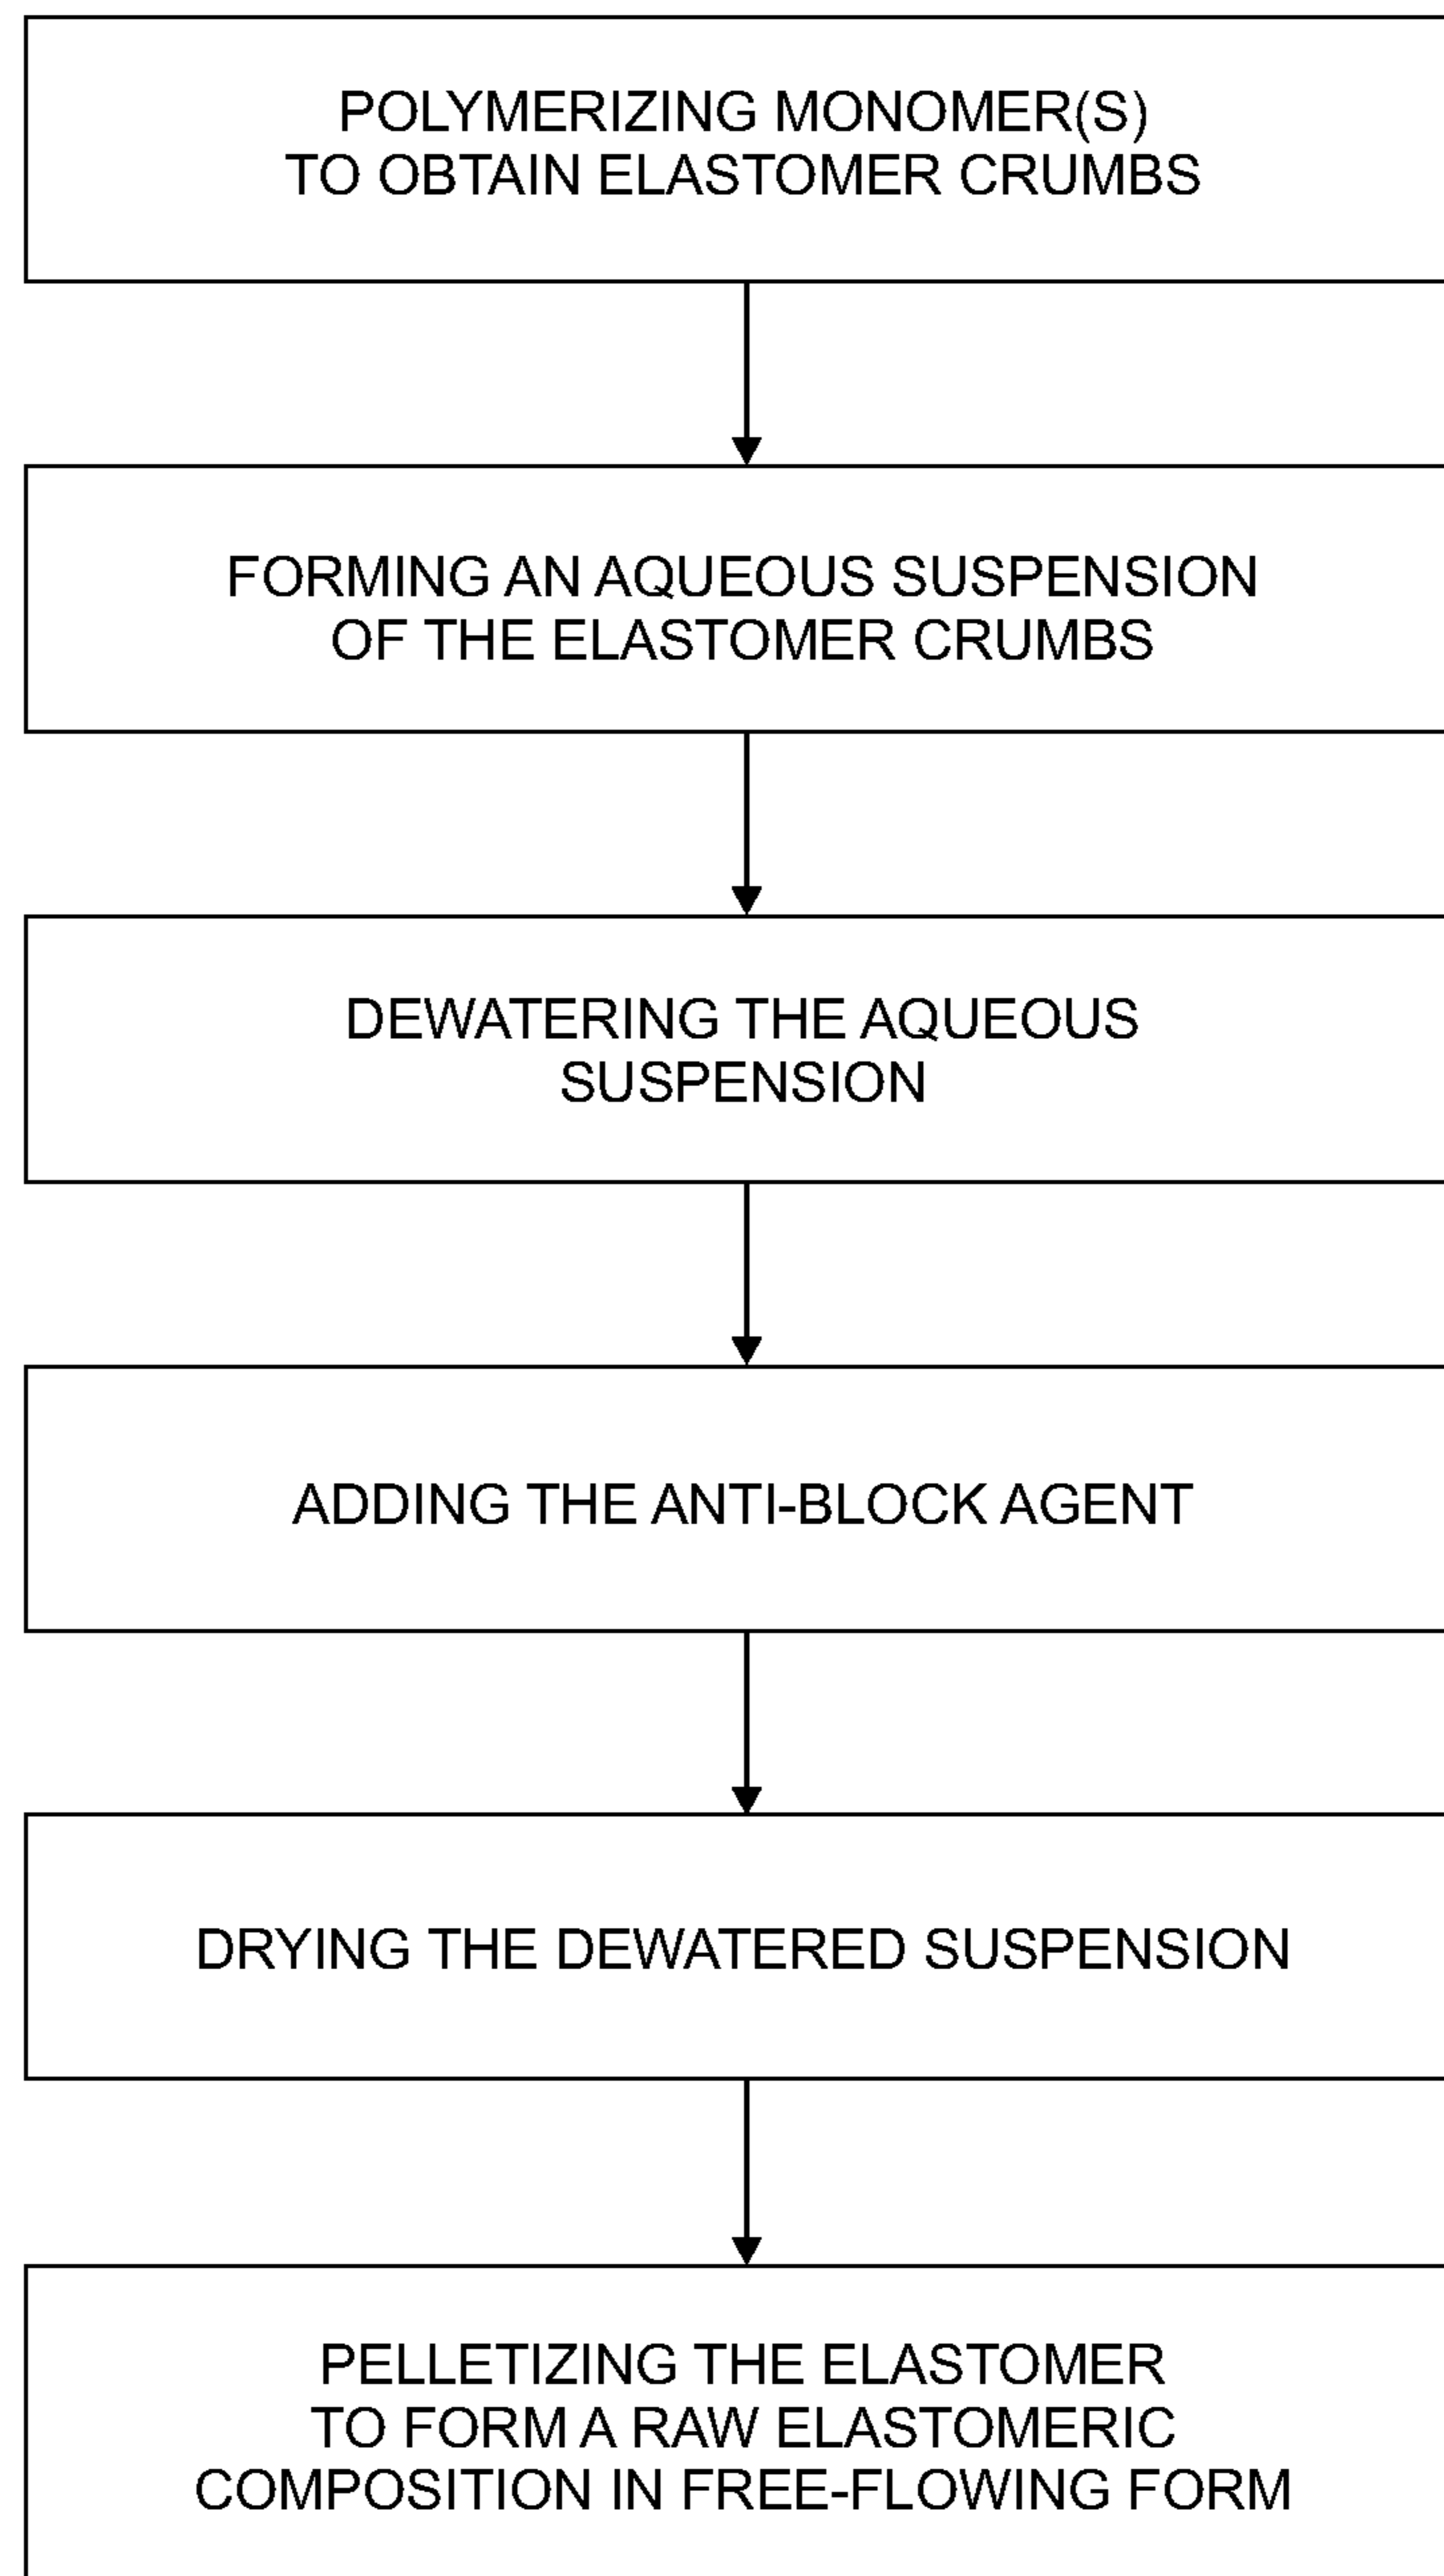 POLYMERIZING MONOMER(S)
TO OBTAIN ELASTOMER CRUMBS
FORMING AN AQUEOUS SUSPENSION
OF THE ELASTOMER CRUMBS
DEWATERING THE AQUEOUS
SUSPENSION
ADDING THE ANTI-BLOCK AGENT
DRYING THE DEWATERED SUSPENSION
PELLETIZING THE ELASTOMER
TO FORM A RAW ELASTOMERIC
COMPOSITION IN FREE-FLOWING FORM